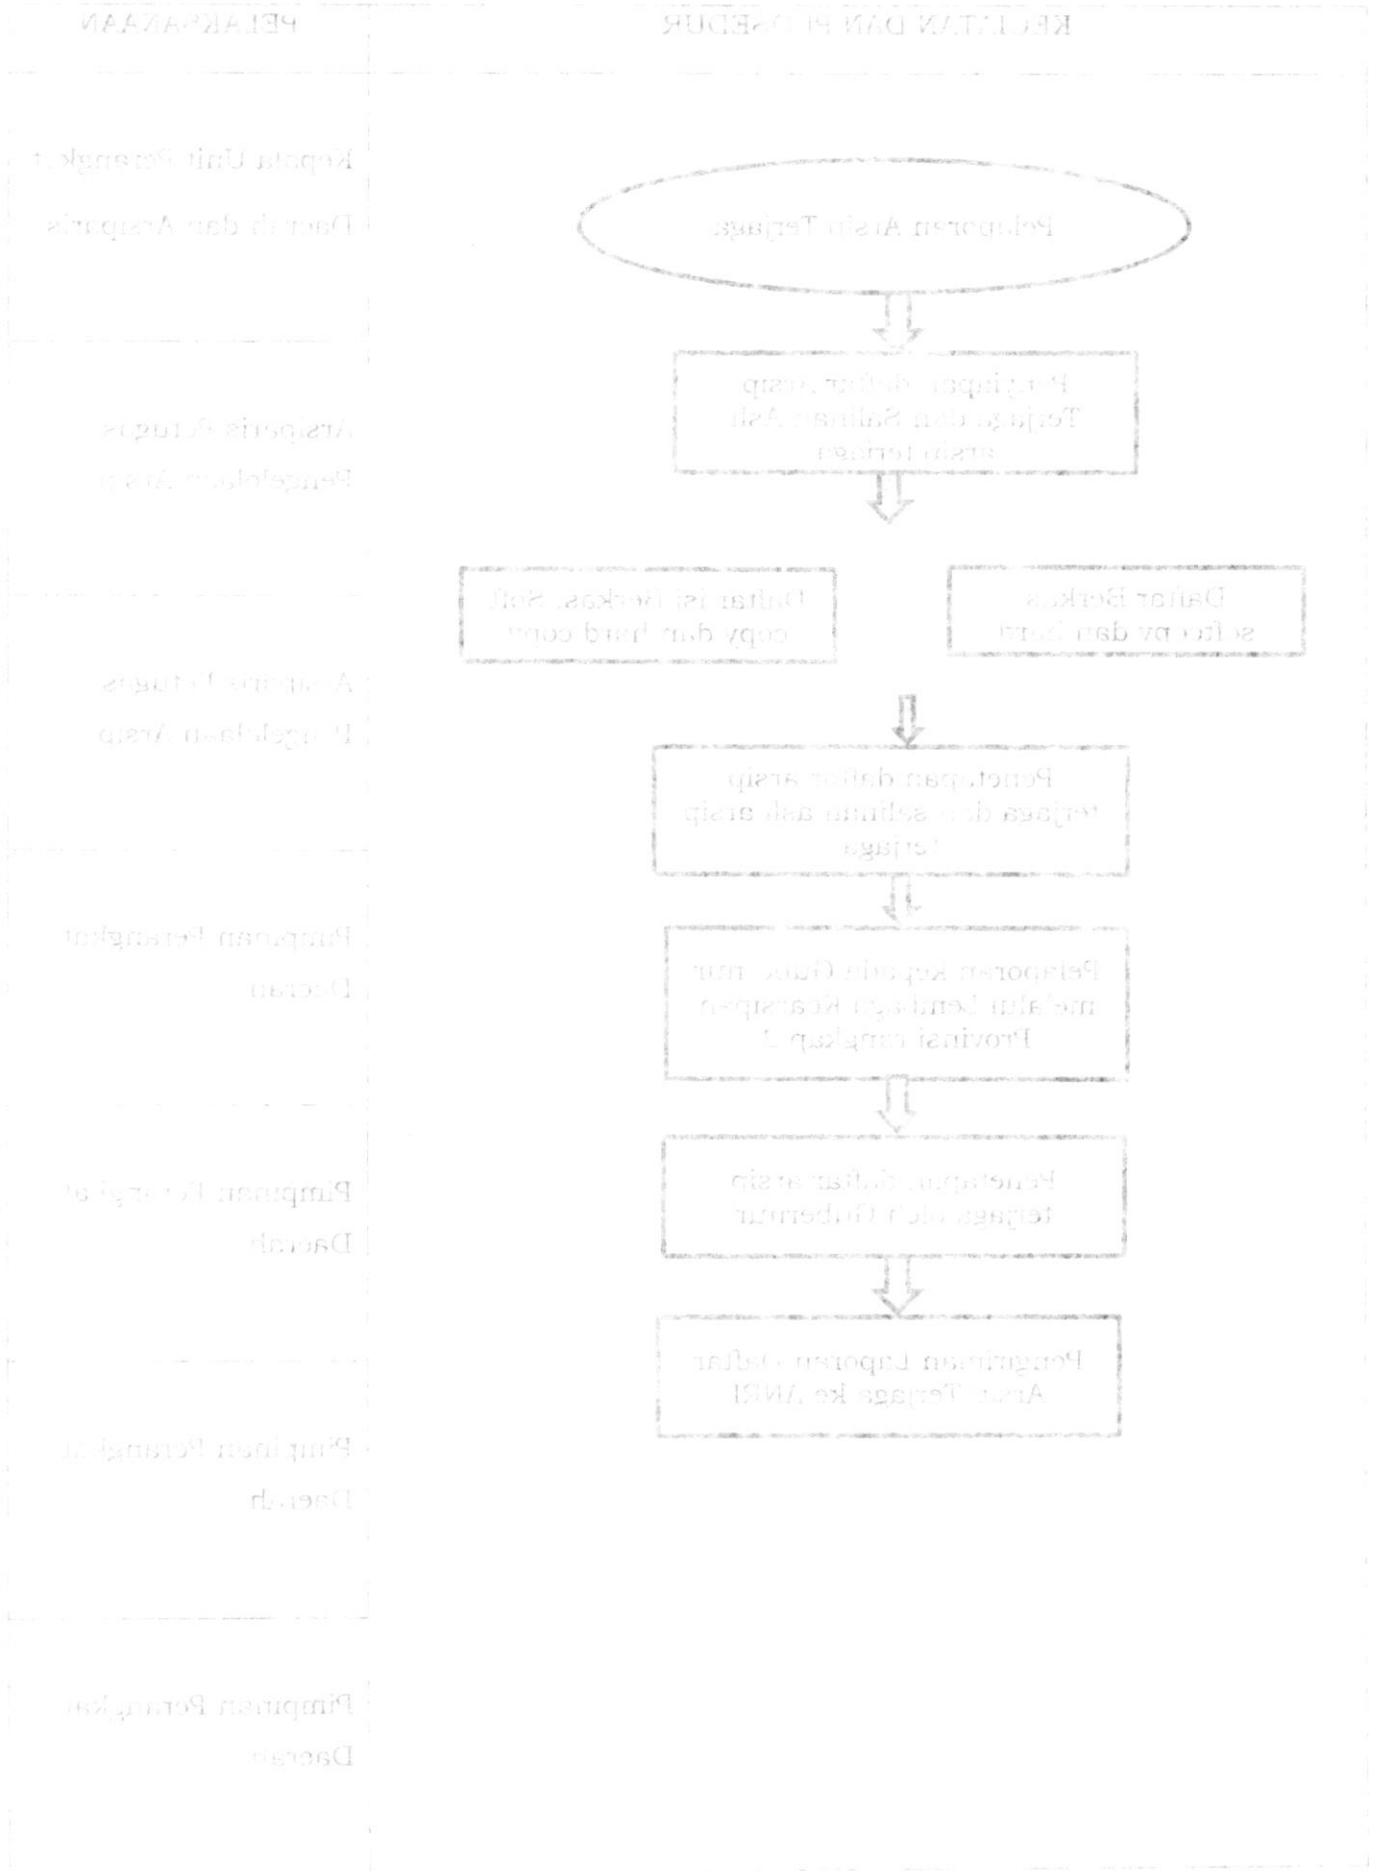 KEGIATAN DAN PROSEDUR
PELAKSANAAN
Pelaporan Arsip Terjaga
Kepala Unit Perangkat
Daerah dan Arsiparis
Penyiapan daftar Arsip
Terjaga dan Salinan Asli
arsip terjaga
Arsiparis Petugas
Pengelolaan Arsip
Daftar Berkas
softcopy dan hard
Daftar isi Berkas, Soft
copy dan hard copy
Arsiparis Petugas
Pengelolaan Arsip
Penetapan daftar arsip
terjaga dan salinan asli arsip
terjaga
Pelaporan kepada Gubernur
melalui Lembaga Kearsipan
Provinsi rangkap
Pimpinan Perangkat
Daerah
Penetapan daftar arsip
terjaga oleh Gubernur
Pimpinan Perangkat
Daerah
Pengiriman Laporan Daftar
Arsip Terjaga ke ANRI
Pimpinan Perangkat
Daerah
Pimpinan Perangkat
Daerah